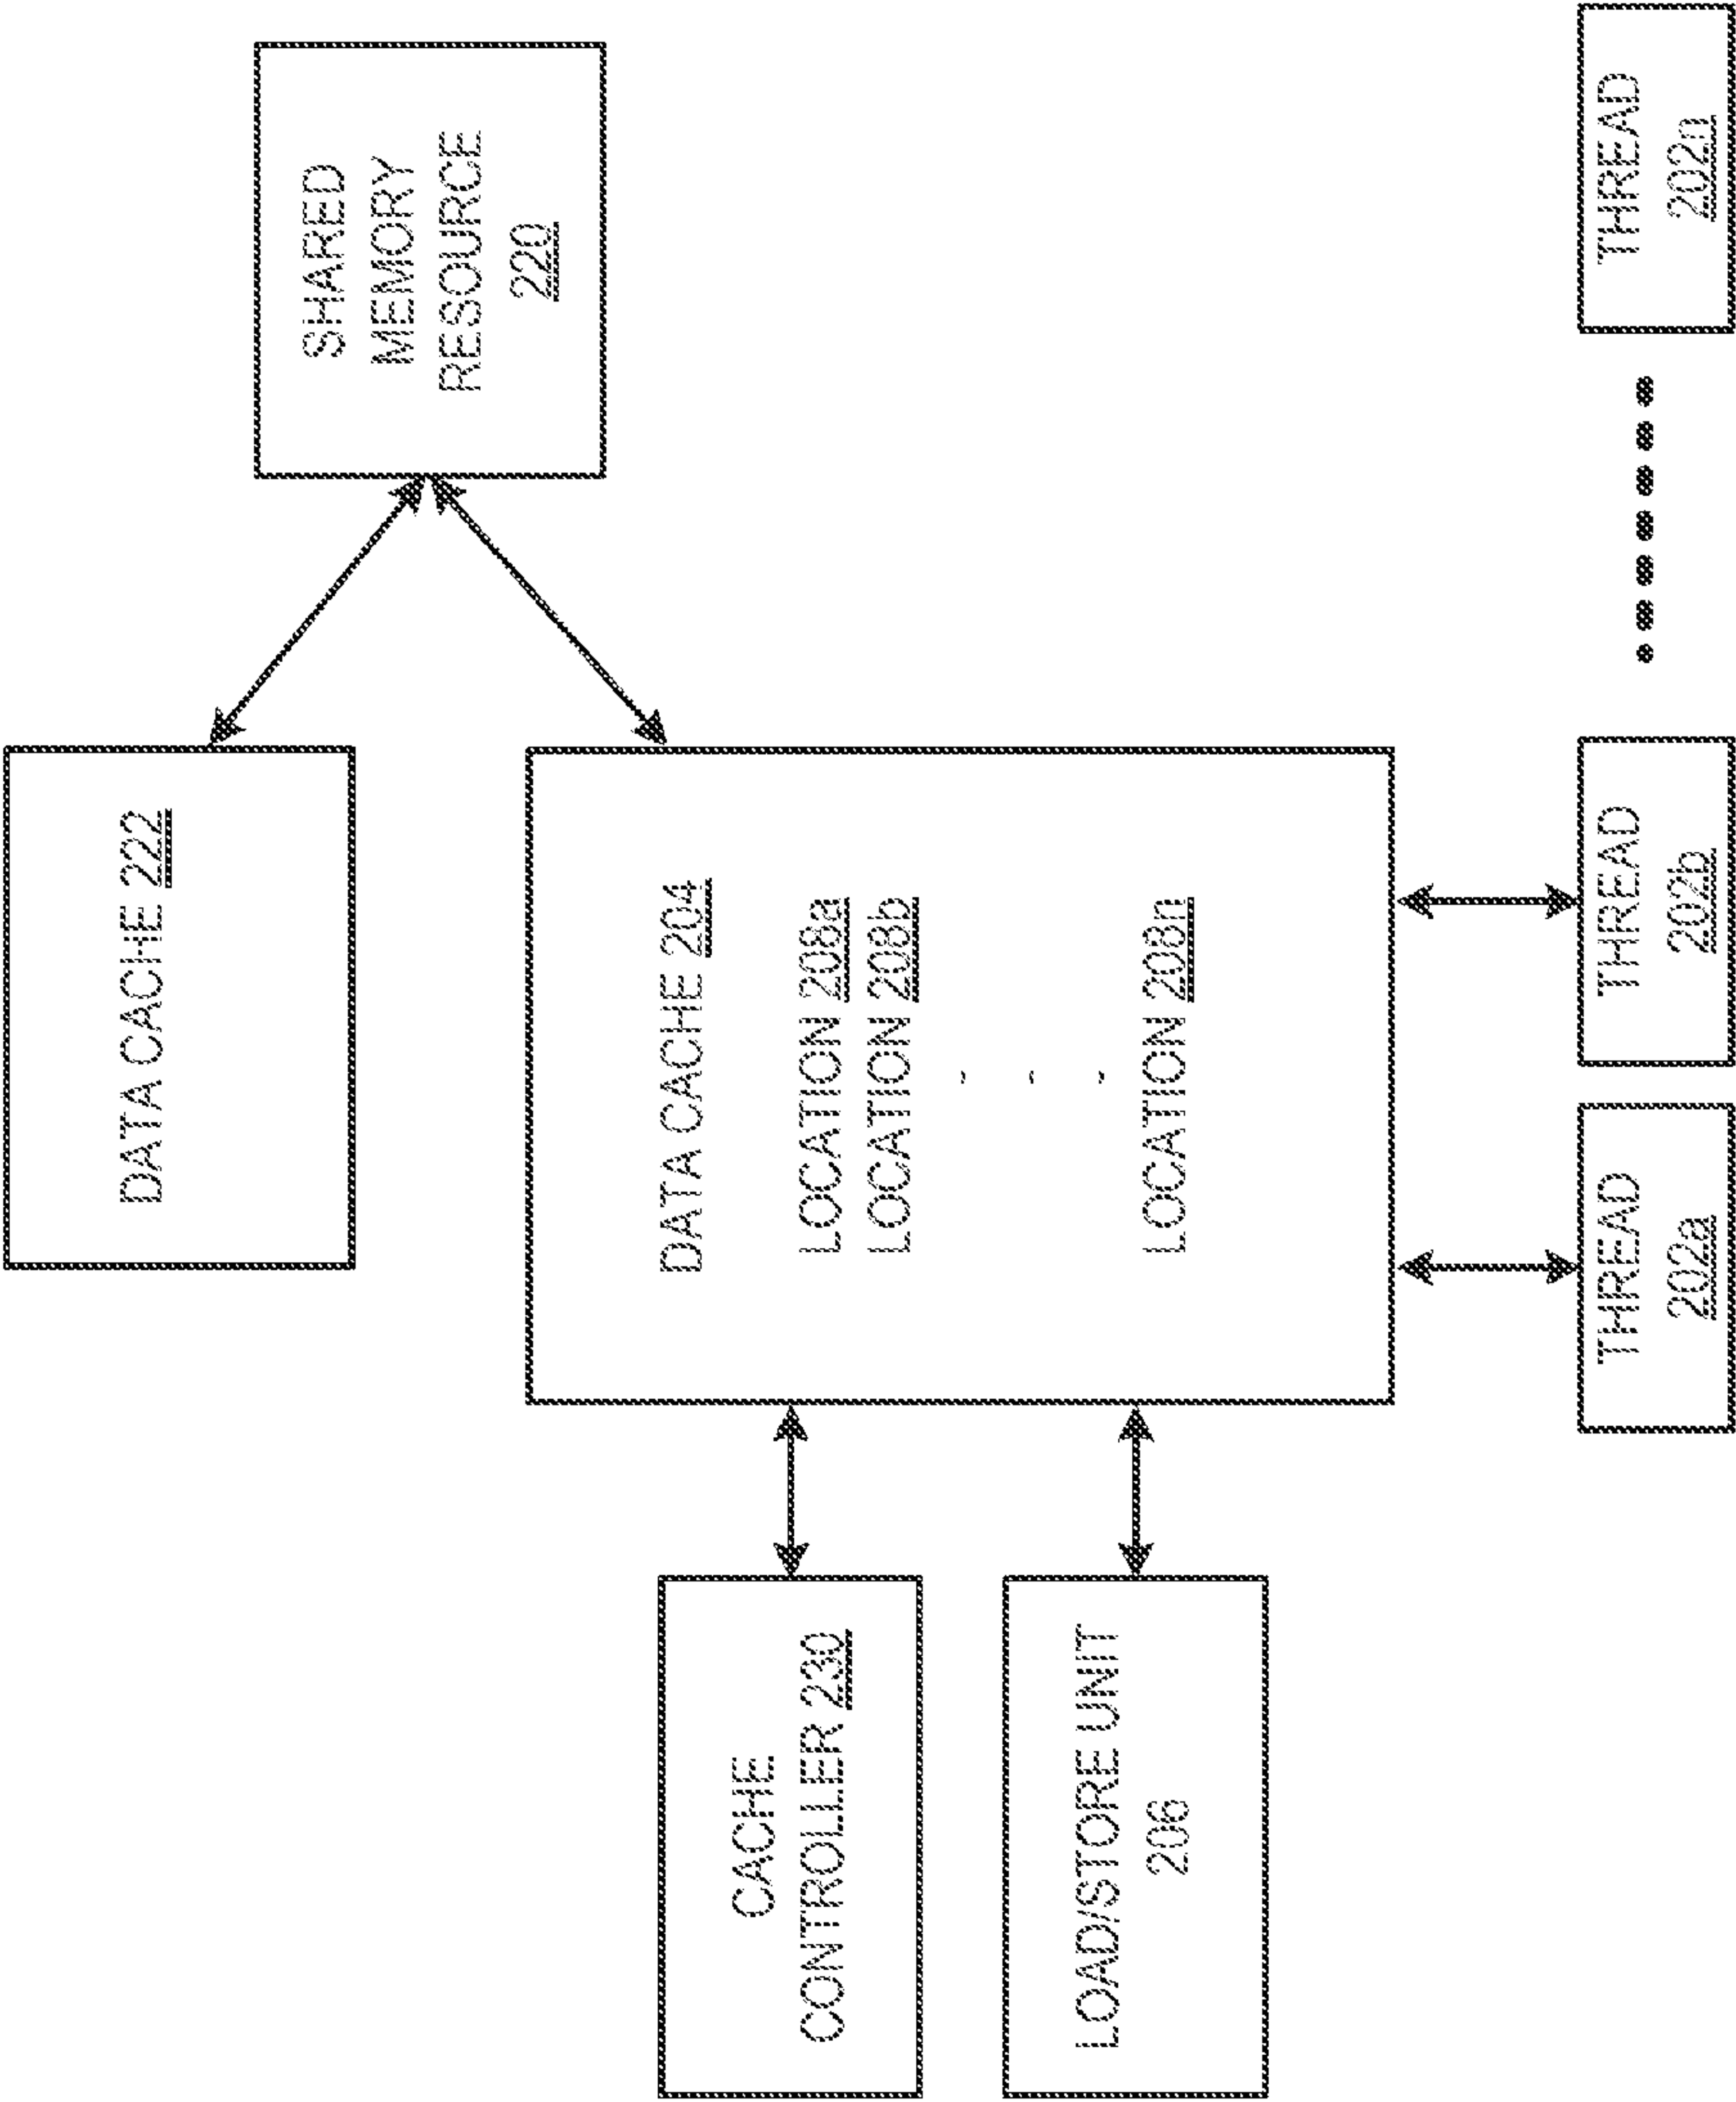 DATA CACHE 222
SHARED
MEMORY
RESOURCE
220
CACHE
CONTROLLER 230
LOAD/STORE UNIT
206
DATA CACHE 204
LOCATION 208a
LOCATION 208b
LOCATION 208n
THREAD
202a
THREAD
202b
THREAD
202n